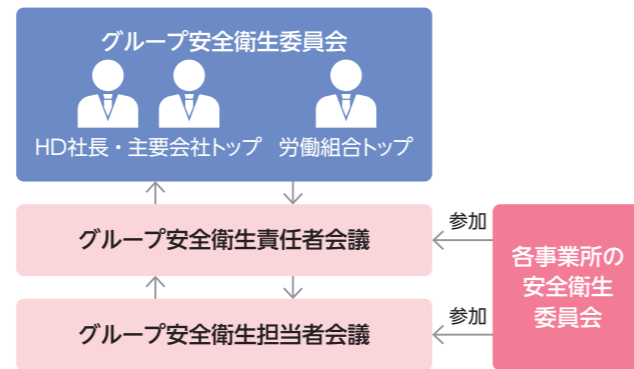 グループ安全衛生委員会
HD社長・主要会社トップ
労働組合トップ
グループ安全衛生責任者会議
参加
各事業所の
安全衛生
委員会
グループ安全衛生担当者会議
参加